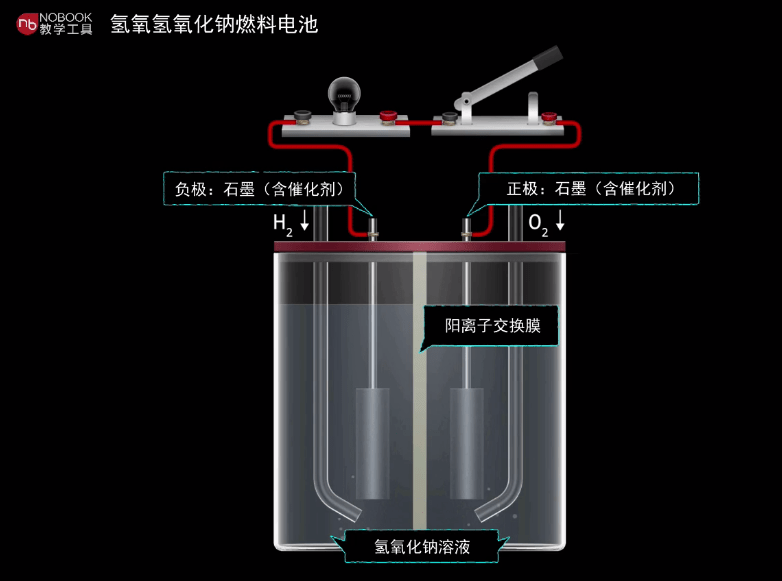 nb NOBOOK
教学工具
氢氧氢氧化钠燃料电池
负极：石墨（含催化剂）
正极：石墨（含催化剂）
H₂ ↓
O₂ ↓
阳离子交换膜
氢氧化钠溶液